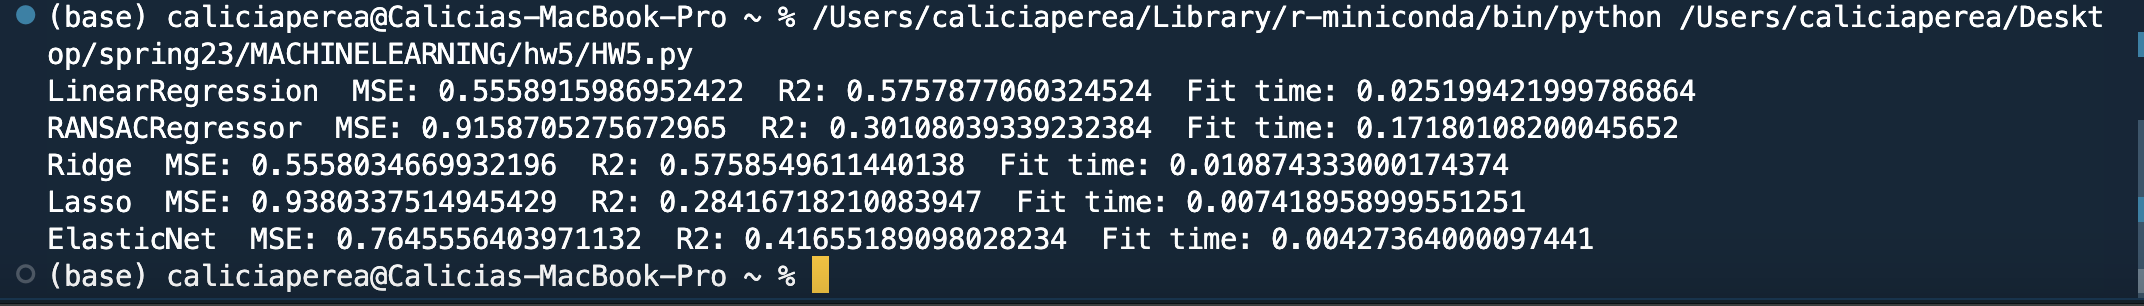 (base) caliciaperea@Calicias-MacBook-Pro ~ % /Users/caliciaperea/Library/r-miniconda/bin/python /Users/caliciaperea/Deskt
op/spring23/MACHINELEARNING/hw5/HW5.py
LinearRegression  MSE: 0.5558915986952422  R2: 0.5757877060324524  Fit time: 0.025199421999786864
RANSACRegressor  MSE: 0.9158705275672965  R2: 0.30108039339232384  Fit time: 0.17180108200045652
Ridge  MSE: 0.5558034669932196  R2: 0.5758549611440138  Fit time: 0.010874333000174374
Lasso  MSE: 0.9380337514945429  R2: 0.28416718210083947  Fit time: 0.007418958999551251
ElasticNet  MSE: 0.7645556403971132  R2: 0.41655189098028234  Fit time: 0.00427364000097441
(base) caliciaperea@Calicias-MacBook-Pro ~ %